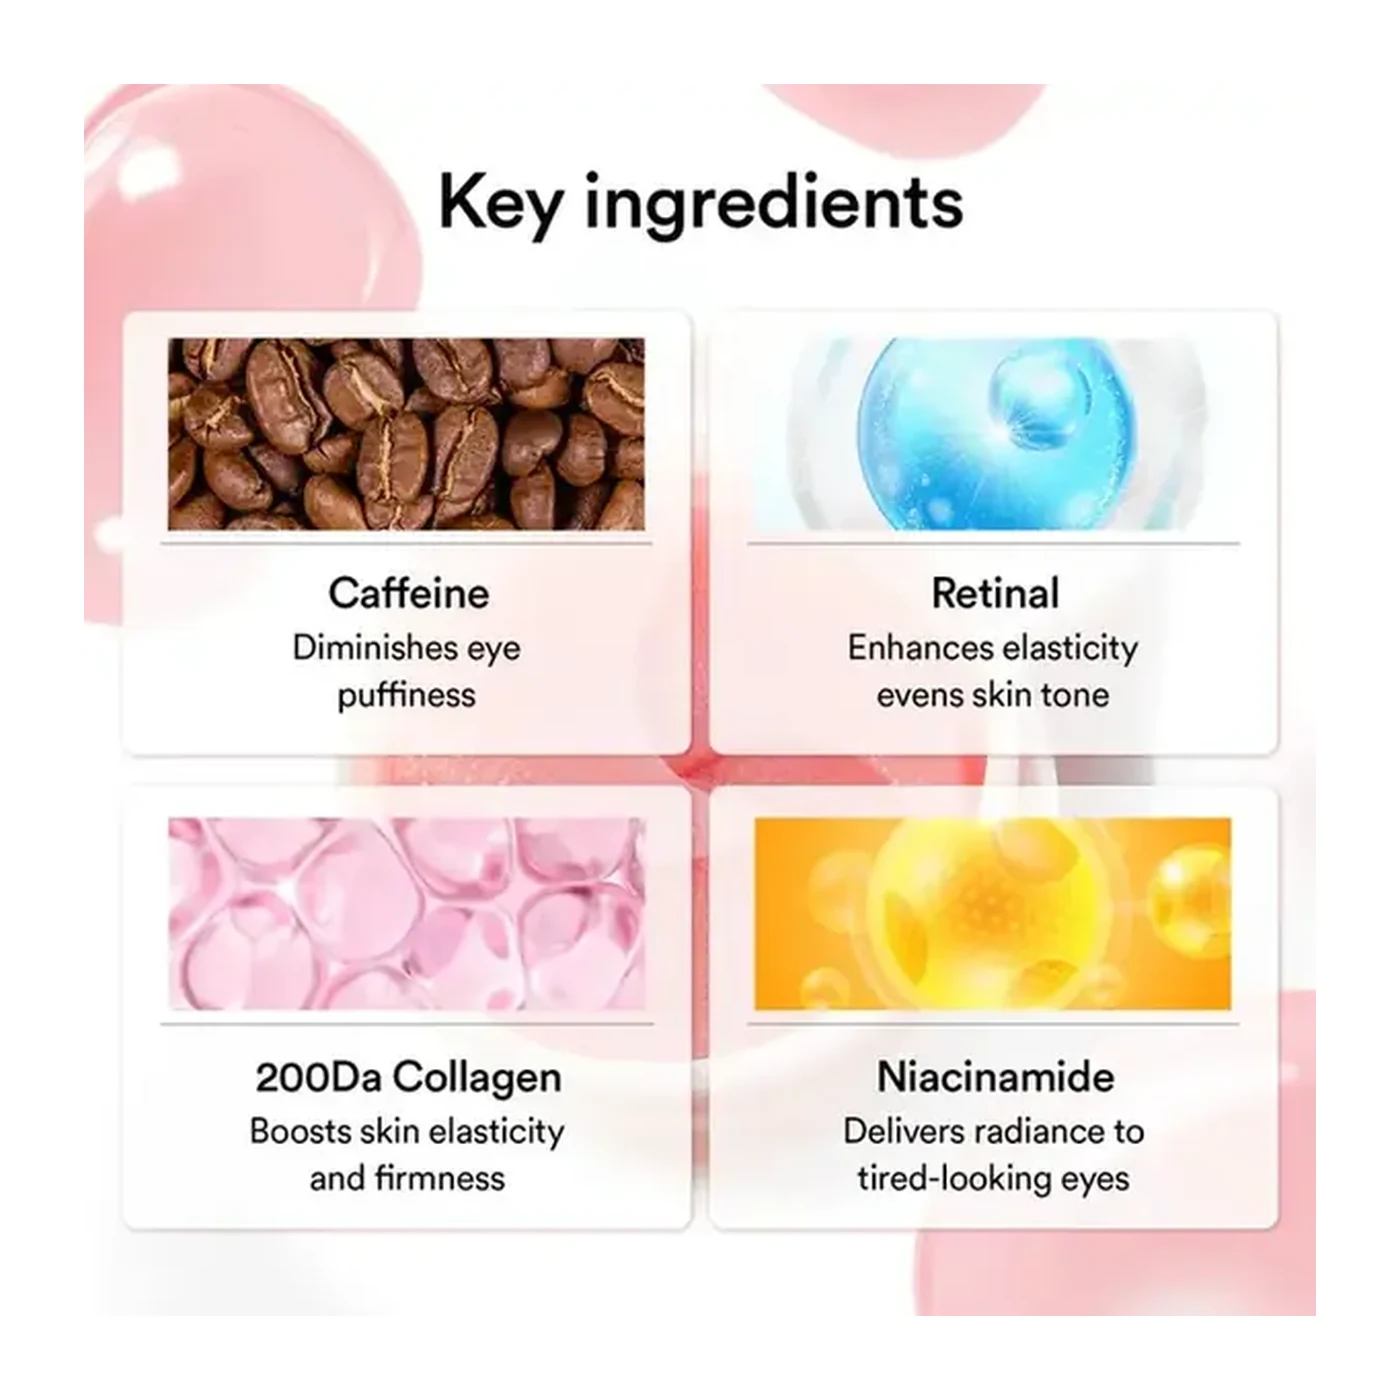 Key ingredients
Caffeine
Diminishes eye
puffiness
Retinal
Enhances elasticity
evens skin tone
200Da Collagen
Boosts skin elasticity
and firmness
Niacinamide
Delivers radiance to
tired-looking eyes